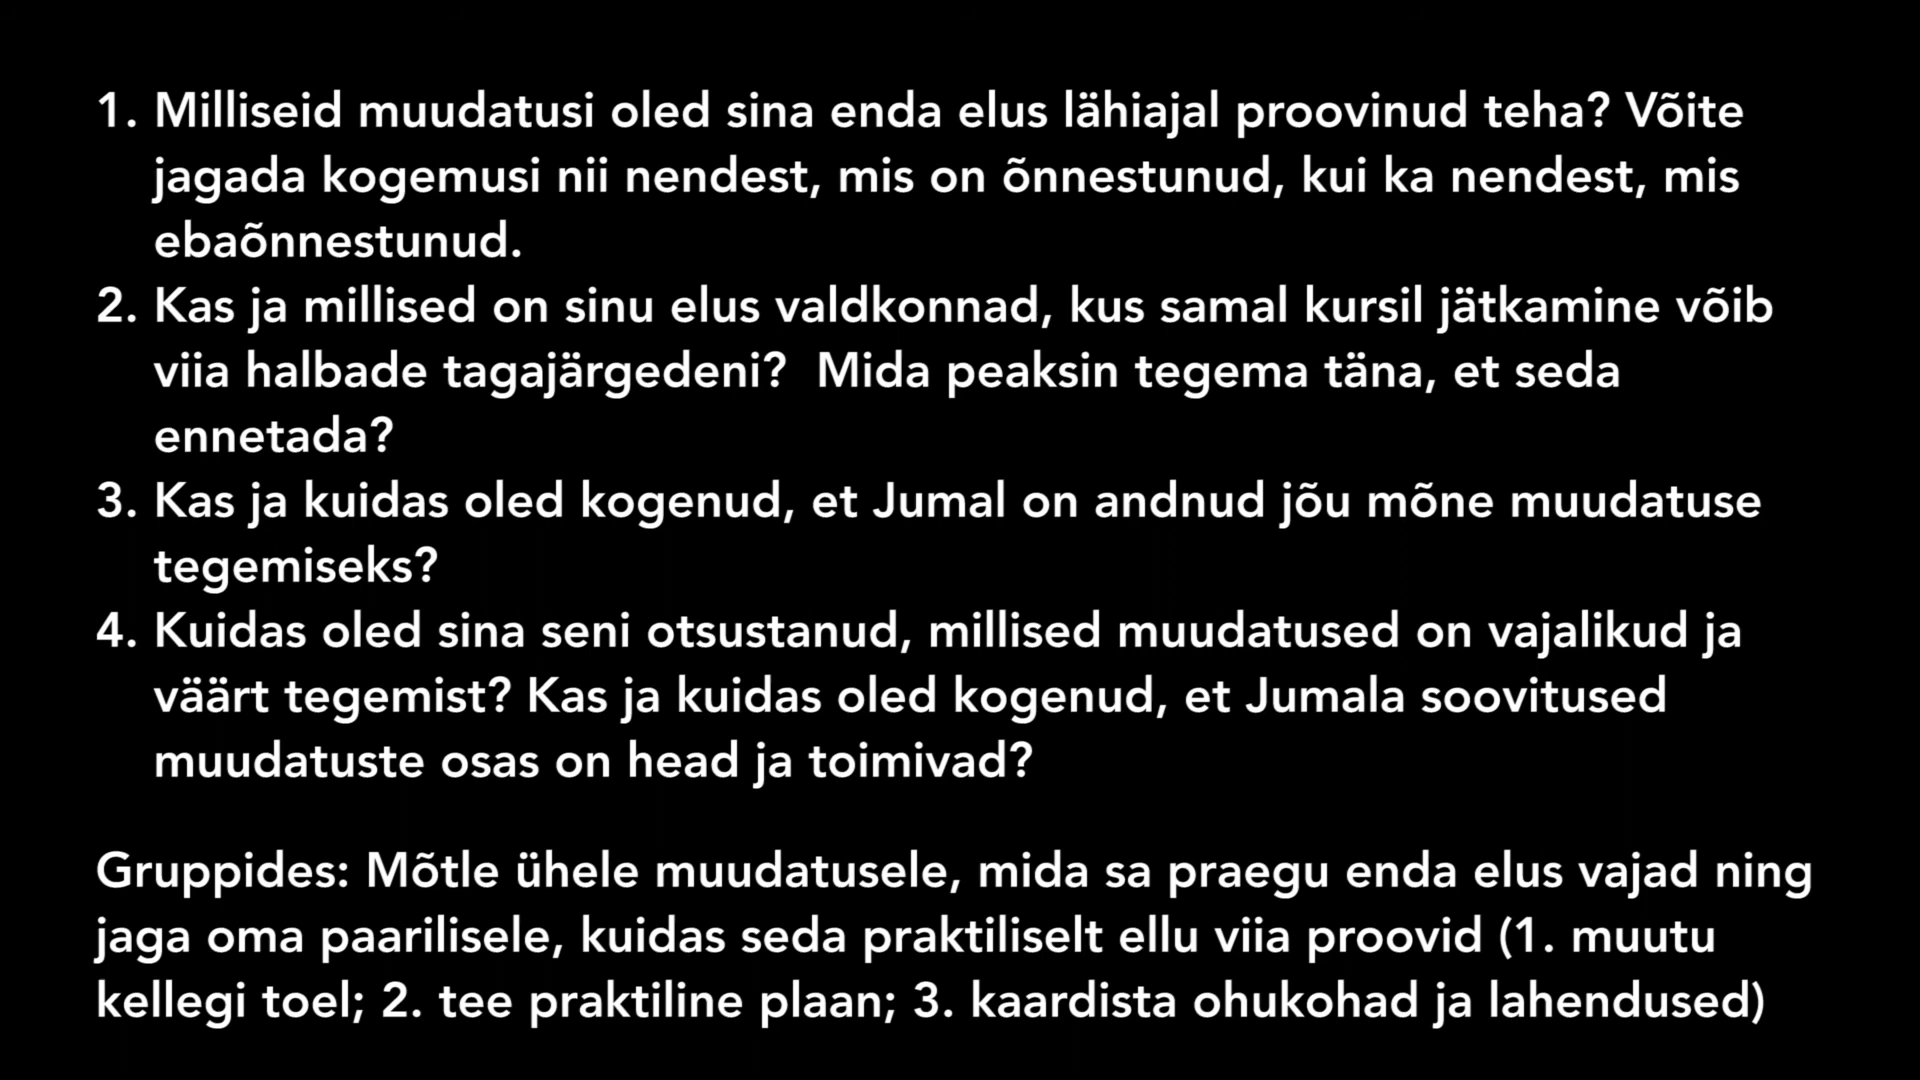 1. Milliseid muudatusi oled sina enda elus lähiajal proovinud teha? Võite
jagada kogemusi nii nendest, mis on õnnestunud, kui ka nendest, mis
ebaõnnestunud.
2. Kas ja millised on sinu elus valdkonnad, kus samal kursil jätkamine võib
viia halbade tagajärgedeni?  Mida peaksin tegema täna, et seda
ennetada?
3. Kas ja kuidas oled kogenud, et Jumal on andnud jõu mõne muudatuse
tegemiseks?
4. Kuidas oled sina seni otsustanud, millised muudatused on vajalikud ja
väärt tegemist? Kas ja kuidas oled kogenud, et Jumala soovitused
muudatuste osas on head ja toimivad?
Gruppides: Mõtle ühele muudatusele, mida sa praegu enda elus vajad ning
jaga oma paarilisele, kuidas seda praktiliselt ellu viia proovid (1. muutu
kellegi toel; 2. tee praktiline plaan; 3. kaardista ohukohad ja lahendused)